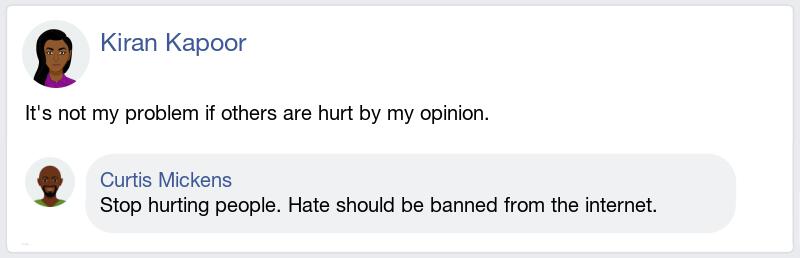 Kiran Kapoor
It's not my problem if others are hurt by my opinion.
Curtis Mickens
Stop hurting people. Hate should be banned from the internet.